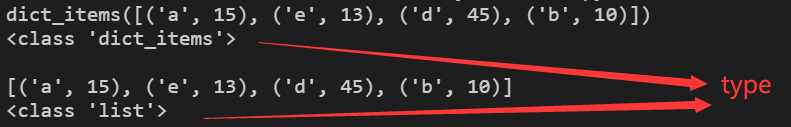 dict_items([('a', 15), ('e', 13), ('d', 45), ('b', 10)])
<class 'dict_items'>
[('a', 15), ('e', 13), ('d', 45), ('b', 10)]
type
<class 'list'>